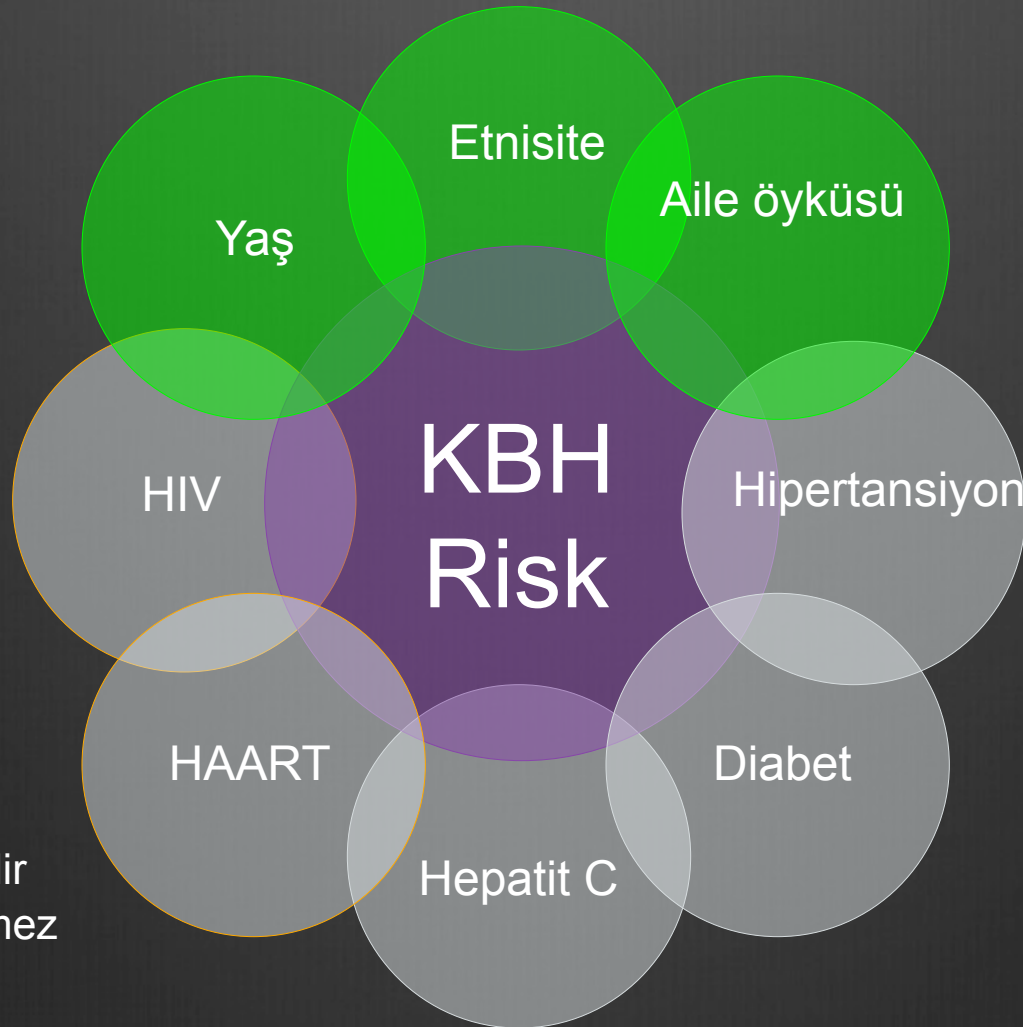 Etnisite
Aile öyküsü
Yaş
HIV
KBH
Risk
Hipertansiyon
HAART
Diabet
Hepatit C